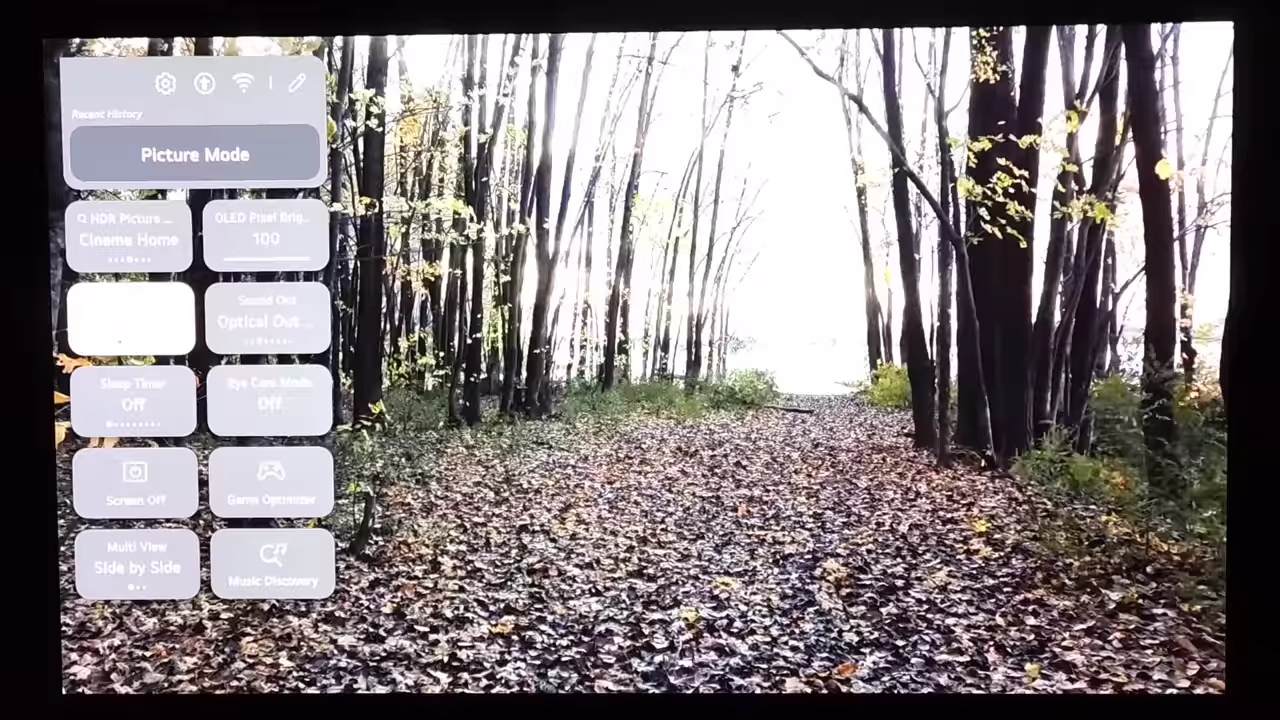 Recent History
Picture Mode
HDR Picture ...
Cinema Home
OLED Pixel Brig...
100
Sound Out
Optical Out ...
Sleep Timer
Off
Eye Care Mode
Off
Screen Off
Game Optimizer
Multi View
Side by Side
Music Discovery